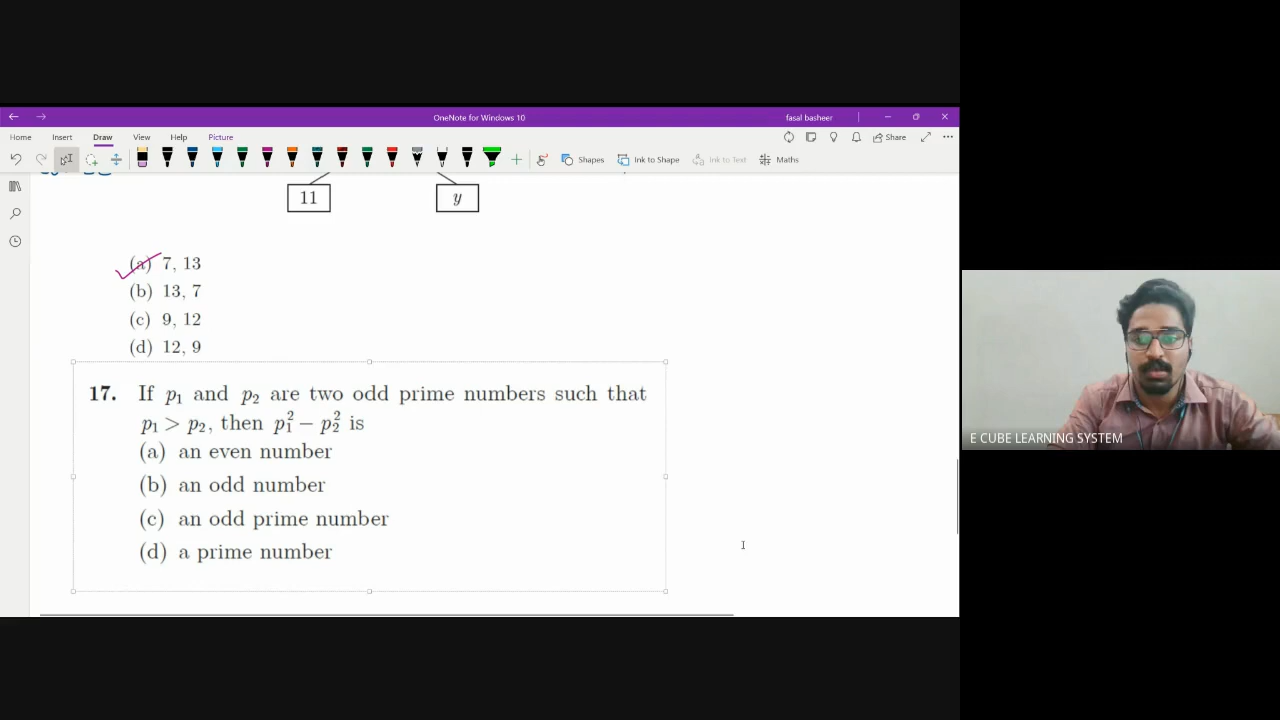 OneNote for Windows 10
fasal basheer
Home Insert Draw View Help Picture
Share
Shapes Ink to Shape Ink to Text Maths
11 y
(a) 7, 13
(b) 13, 7
(c) 9, 12
(d) 12, 9
17. If p₁ and p₂ are two odd prime numbers such that
p₁ > p₂, then p₁² − p₂² is
(a) an even number
(b) an odd number
(c) an odd prime number
(d) a prime number
E CUBE LEARNING SYSTEM